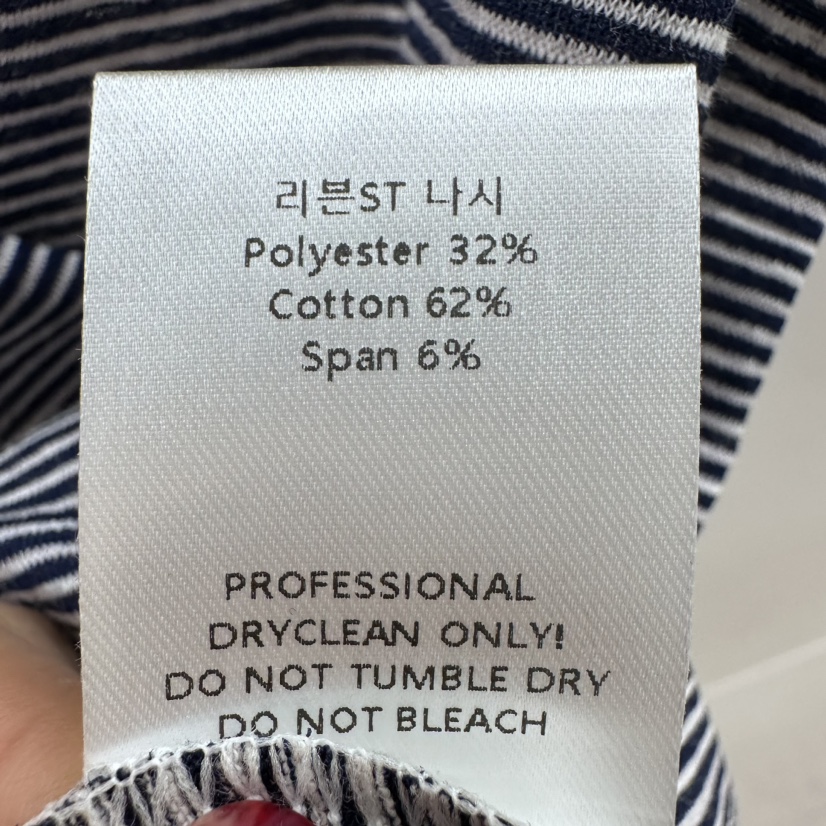 리븐ST 나시
Polyester 32%
Cotton 62%
Span 6%
PROFESSIONAL
DRYCLEAN ONLY!
DO NOT TUMBLE DRY
DO NOT BLEACH